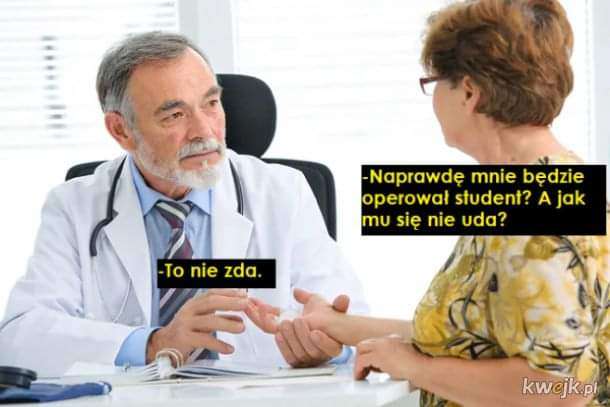 -Naprawdę mnie będzie
operował student? A jak
mu się nie uda?
-To nie zda.
kwejk.pl